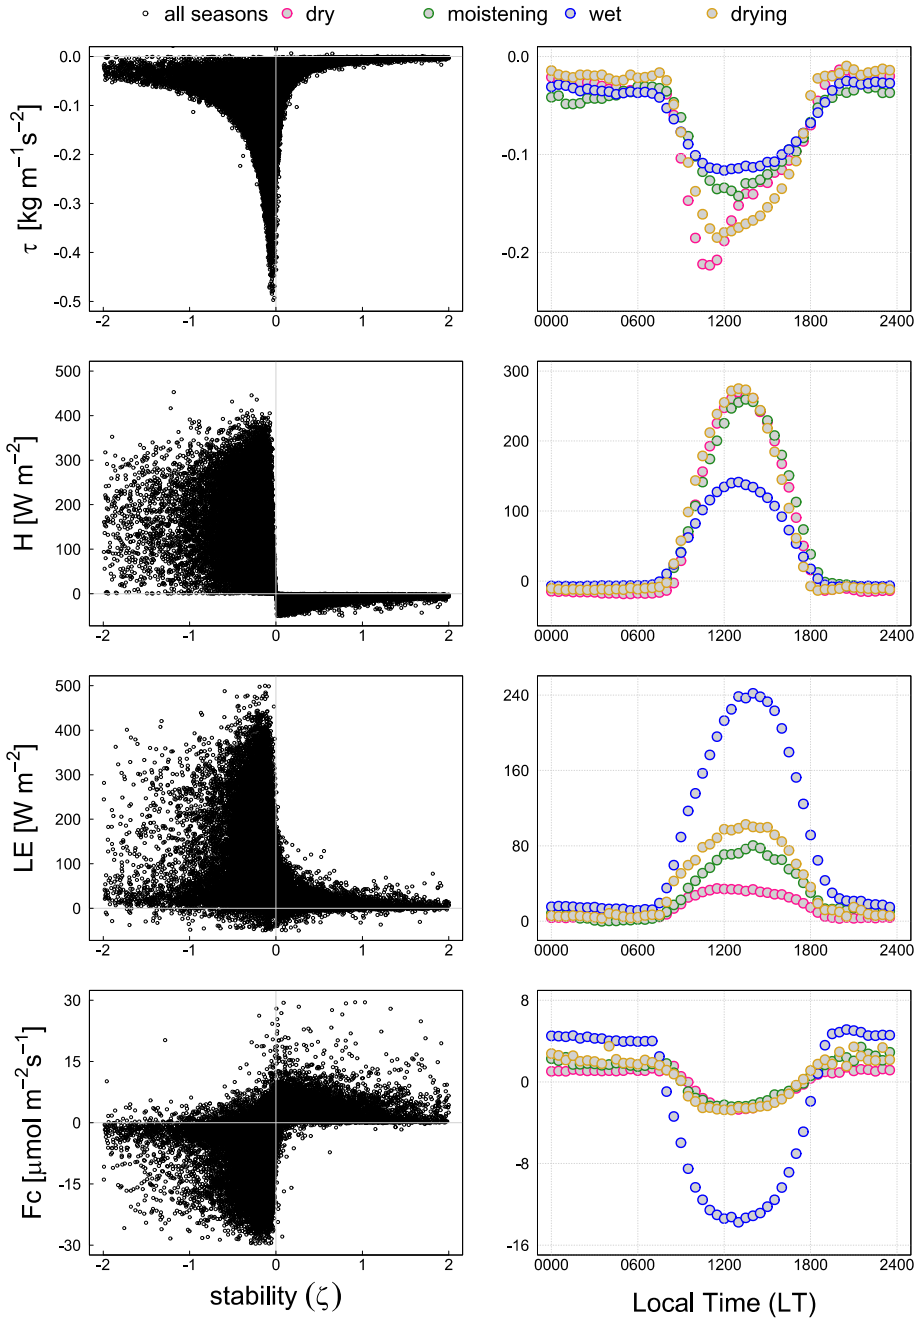 all seasons dry moistening wet drying
τ [kg m⁻¹s⁻²]
0.0
-0.1
-0.2
-0.3
-0.4
-0.5
-2 -1 0 1 2
0.0
-0.1
-0.2
0000 0600 1200 1800 2400
H [W m⁻²]
500
400
300
200
100
0
-2 -1 0 1 2
300
200
100
0
0000 0600 1200 1800 2400
LE [W m⁻²]
500
400
300
200
100
0
-2 -1 0 1 2
240
160
80
0
0000 0600 1200 1800 2400
Fc [μmol m⁻²s⁻¹]
30
15
0
-15
-30
-2 -1 0 1 2
stability (ζ)
8
0
-8
-16
0000 0600 1200 1800 2400
Local Time (LT)